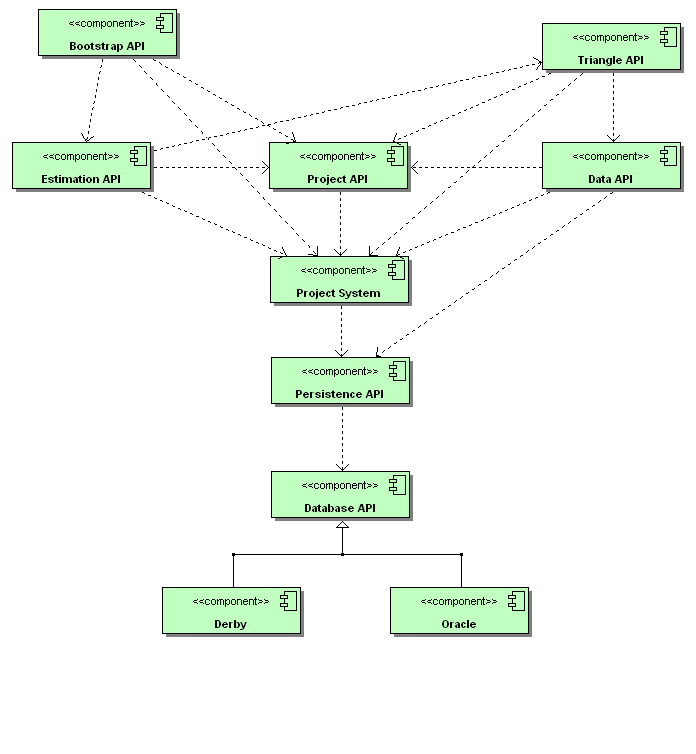 <<component>>
Bootstrap API
<<component>>
Triangle API
<<component>>
Estimation API
<<component>>
Project API
<<component>>
Data API
<<component>>
Project System
<<component>>
Persistence API
<<component>>
Database API
<<component>>
Derby
<<component>>
Oracle